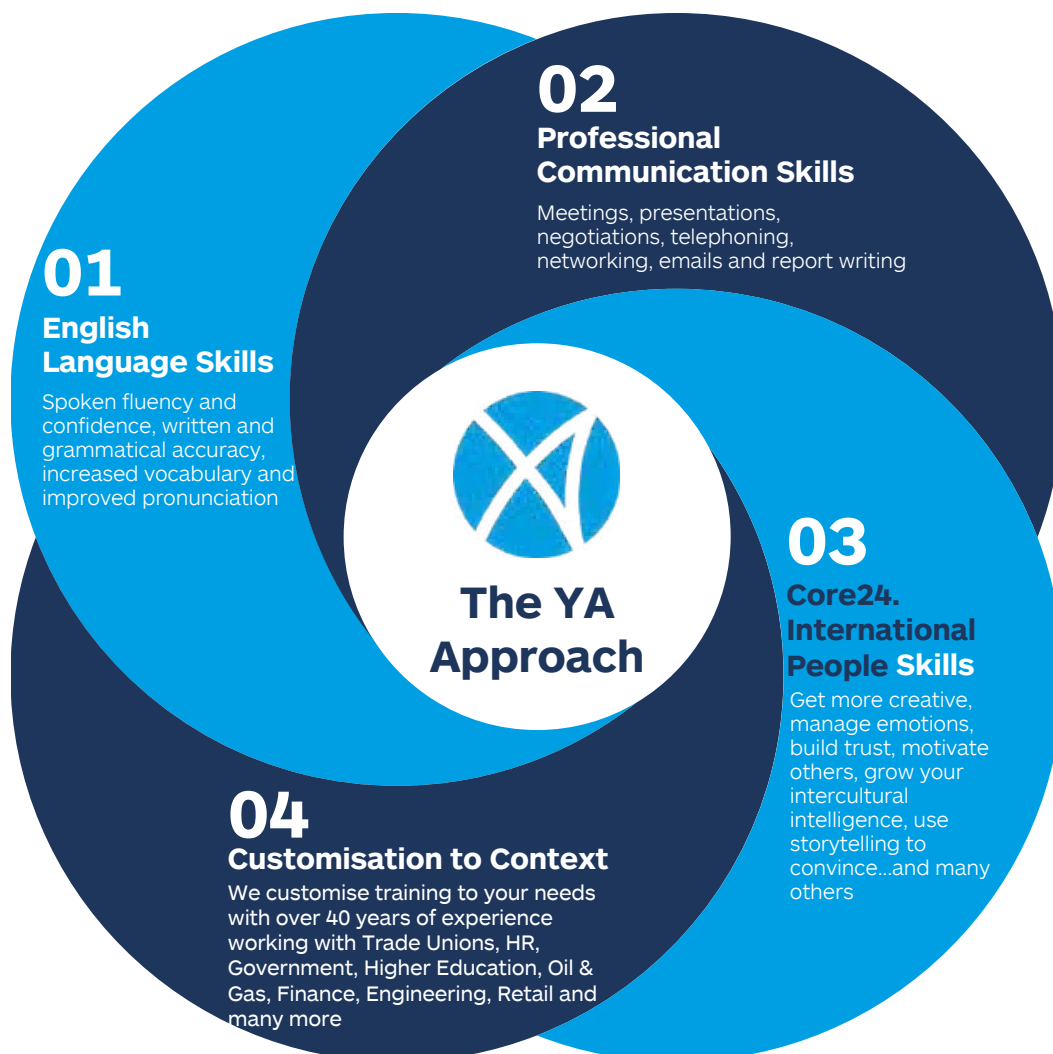 01
English
Language Skills
Spoken fluency and
confidence, written and
grammatical accuracy,
increased vocabulary and
improved pronunciation
02
Professional
Communication Skills
Meetings, presentations,
negotiations, telephoning,
networking, emails and report writing
The YA
Approach
03
Core24.
International
People Skills
Get more creative,
manage emotions,
build trust, motivate
others, grow your
intercultural
intelligence, use
storytelling to
convince...and many
others
04
Customisation to Context
We customise training to your needs
with over 40 years of experience
working with Trade Unions, HR,
Government, Higher Education, Oil &
Gas, Finance, Engineering, Retail and
many more